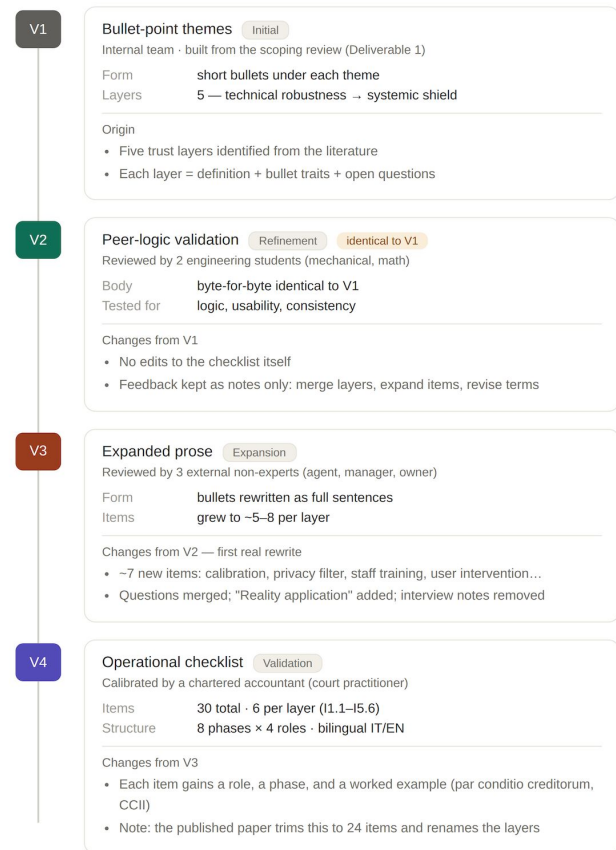 V1
Bullet-point themes Initial
Internal team · built from the scoping review (Deliverable 1)
Form short bullets under each theme
Layers 5 — technical robustness → systemic shield
Origin
• Five trust layers identified from the literature
• Each layer = definition + bullet traits + open questions
V2
Peer-logic validation Refinement identical to V1
Reviewed by 2 engineering students (mechanical, math)
Body byte-for-byte identical to V1
Tested for logic, usability, consistency
Changes from V1
• No edits to the checklist itself
• Feedback kept as notes only: merge layers, expand items, revise terms
V3
Expanded prose Expansion
Reviewed by 3 external non-experts (agent, manager, owner)
Form bullets rewritten as full sentences
Items grew to ~5–8 per layer
Changes from V2 — first real rewrite
• ~7 new items: calibration, privacy filter, staff training, user intervention…
• Questions merged; "Reality application" added; interview notes removed
V4
Operational checklist Validation
Calibrated by a chartered accountant (court practitioner)
Items 30 total · 6 per layer (I1.1–I5.6)
Structure 8 phases × 4 roles · bilingual IT/EN
Changes from V3
• Each item gains a role, a phase, and a worked example (par conditio creditorum,
CCII)
• Note: the published paper trims this to 24 items and renames the layers